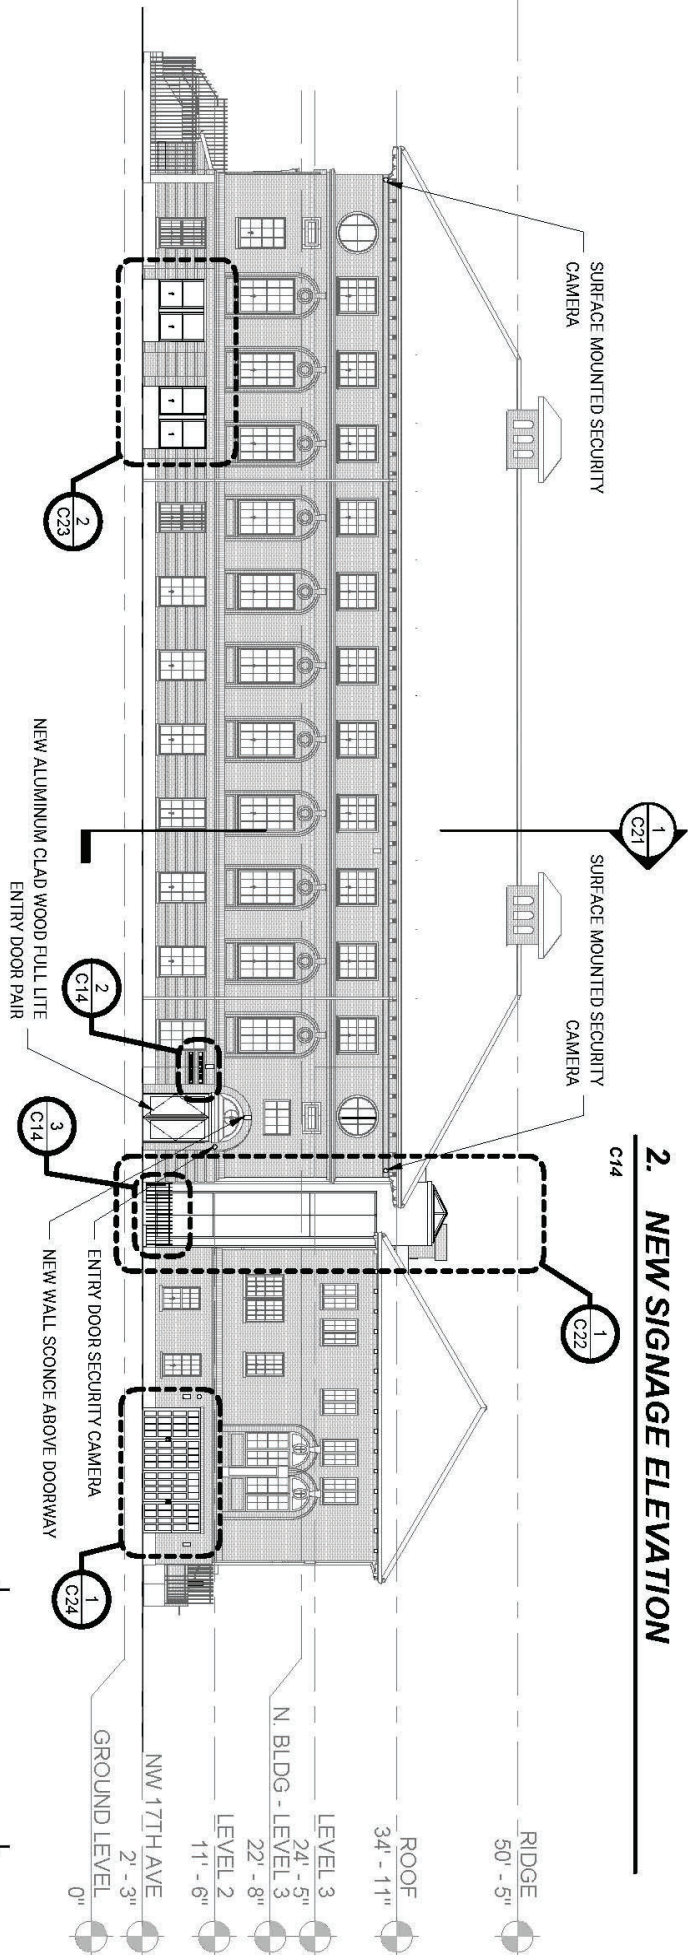 2. NEW SIGNAGE ELEVATION
C14
SURFACE MOUNTED SECURITY
CAMERA
1
C21
SURFACE MOUNTED SECURITY
CAMERA
1
C22
2
C23
NEW ALUMINUM CLAD WOOD FULL LITE
ENTRY DOOR PAIR
2
C14
3
C14
ENTRY DOOR SECURITY CAMERA
NEW WALL SCONCE ABOVE DOORWAY
1
C24
RIDGE
50' - 5"
ROOF
34' - 11"
LEVEL 3
24' - 5"
N. BLDG - LEVEL 3
22' - 8"
LEVEL 2
11' - 6"
NW 17TH AVE
2' - 3"
GROUND LEVEL
0"